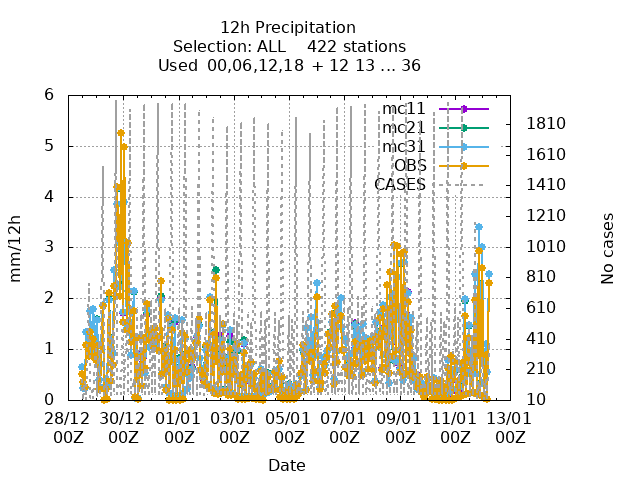 12h Precipitation
Selection: ALL    422 stations
Used  00,06,12,18  + 12 13 ... 36
mc11
mc21
mc31
OBS
CASES
6
5
4
3
2
1
0
mm/12h
1810
1610
1410
1210
1010
810
610
410
210
10
No cases
28/12 30/12 01/01 03/01 05/01 07/01 09/01 11/01 13/01
00Z 00Z 00Z 00Z 00Z 00Z 00Z 00Z 00Z
Date